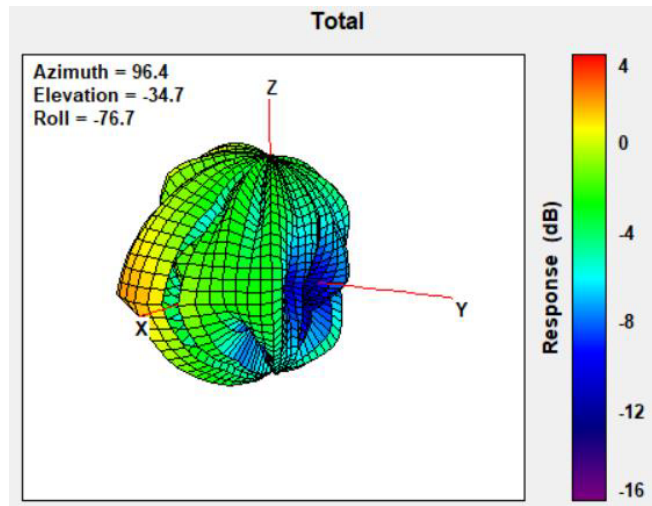 Total
Azimuth = 96.4
Elevation = -34.7
Roll = -76.7
Z
X
Y
4
0
-4
-8
-12
-16
Response (dB)